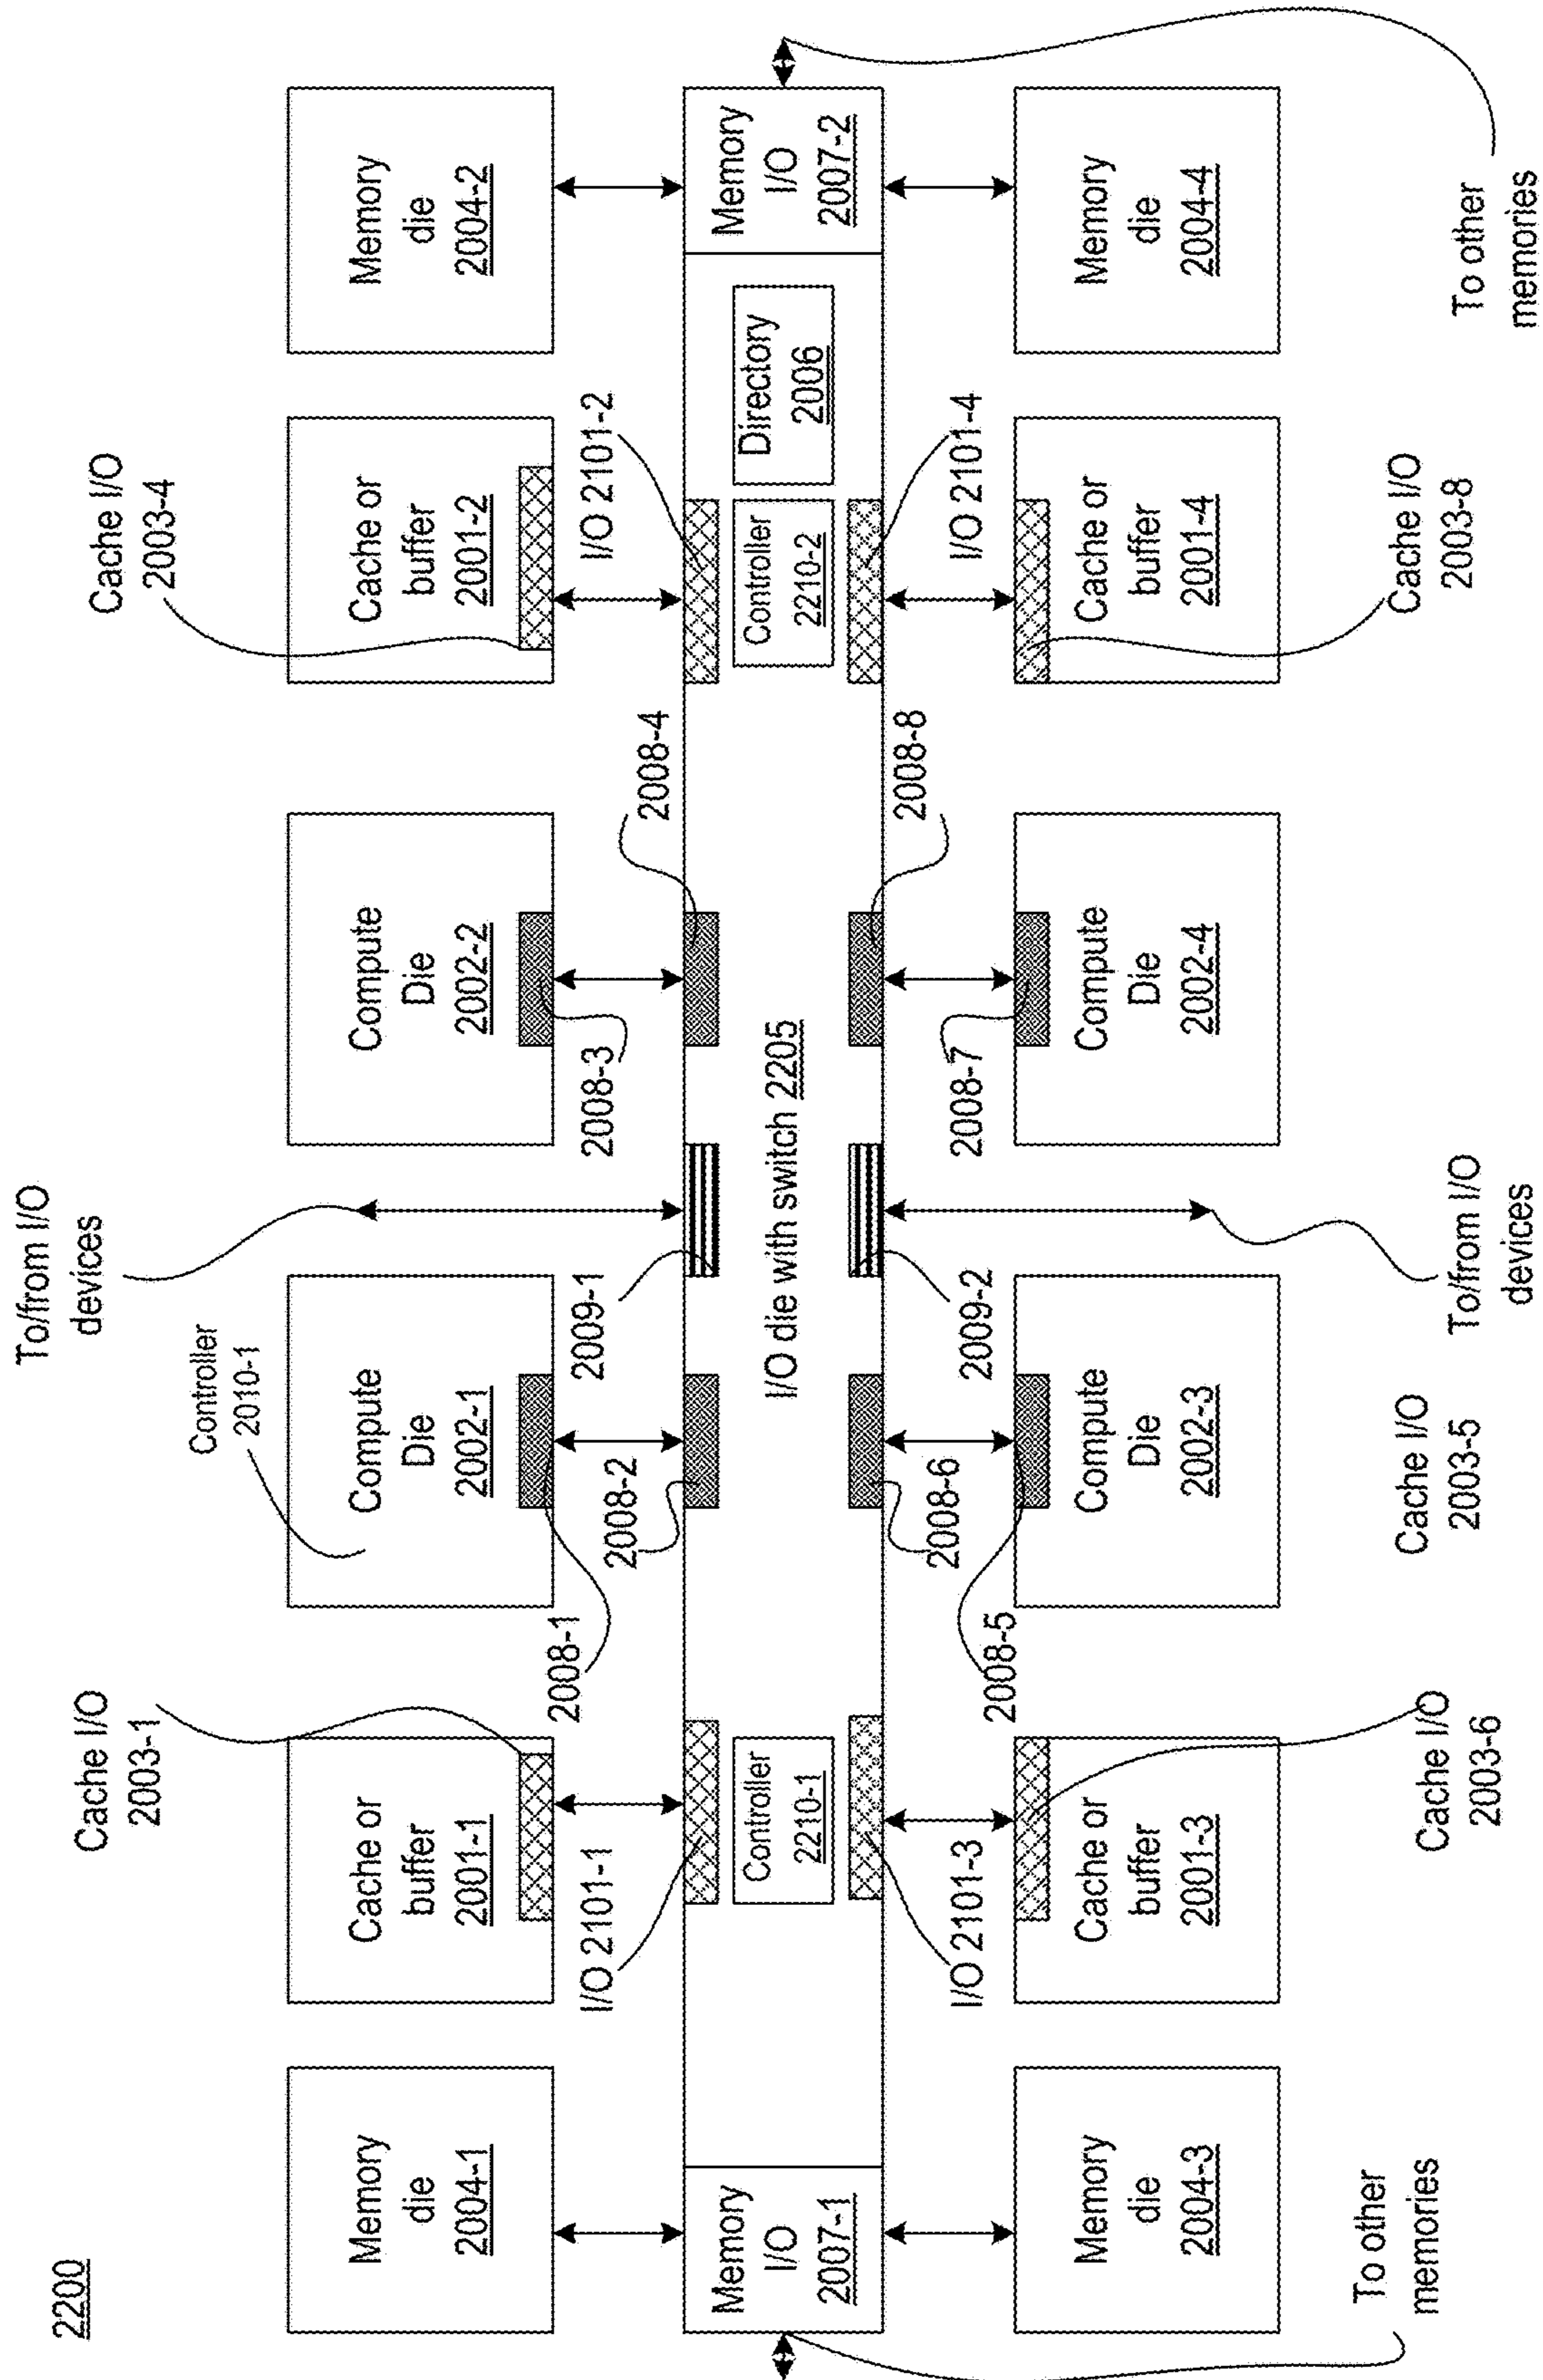 2200
To/from I/O
devices
Cache I/O
2003-1
Controller
2010-1
Cache I/O
2003-4
Memory
die
2004-1
Cache or
buffer
2001-1
Compute
Die
2002-1
Compute
Die
2002-2
Cache or
buffer
2001-2
Memory
die
2004-2
I/O 2101-1
2008-1
2008-2
2009-1
2008-3
2008-4
I/O 2101-2
Memory
I/O
2007-1
Controller
2210-1
I/O die with switch 2205
Controller
2210-2
Directory
2006
Memory
I/O
2007-2
I/O 2101-3
2008-5
2008-6
2009-2
2008-7
2008-8
I/O 2101-4
Memory
die
2004-3
Cache or
buffer
2001-3
Compute
Die
2002-3
Compute
Die
2002-4
Cache or
buffer
2001-4
Memory
die
2004-4
To other
memories
Cache I/O
2003-6
Cache I/O
2003-5
To/from I/O
devices
Cache I/O
2003-8
To other
memories